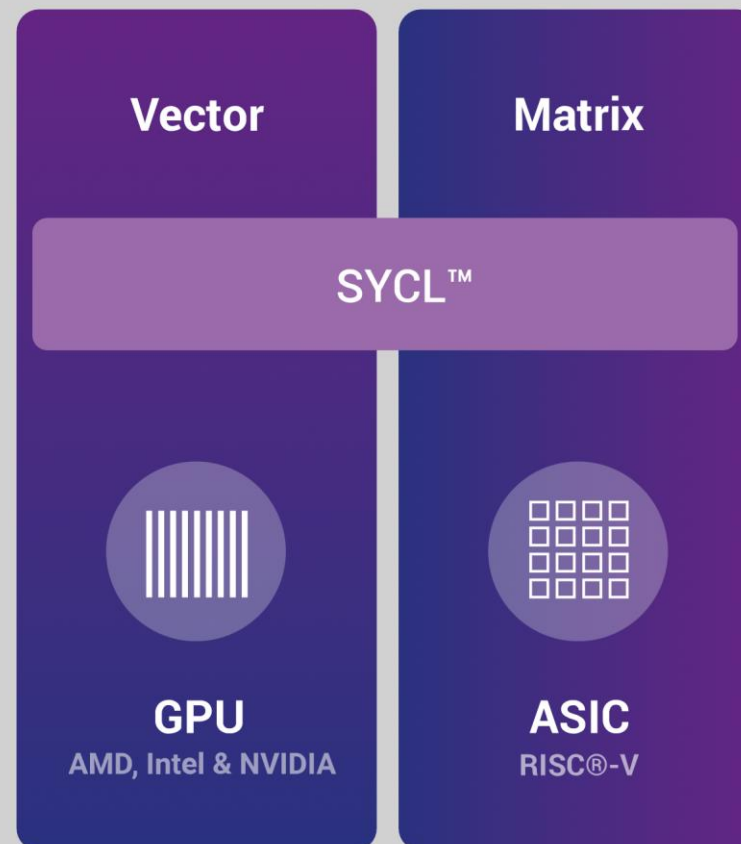 Vector
Matrix
SYCL™
GPU
AMD, Intel & NVIDIA
ASIC
RISC®-V